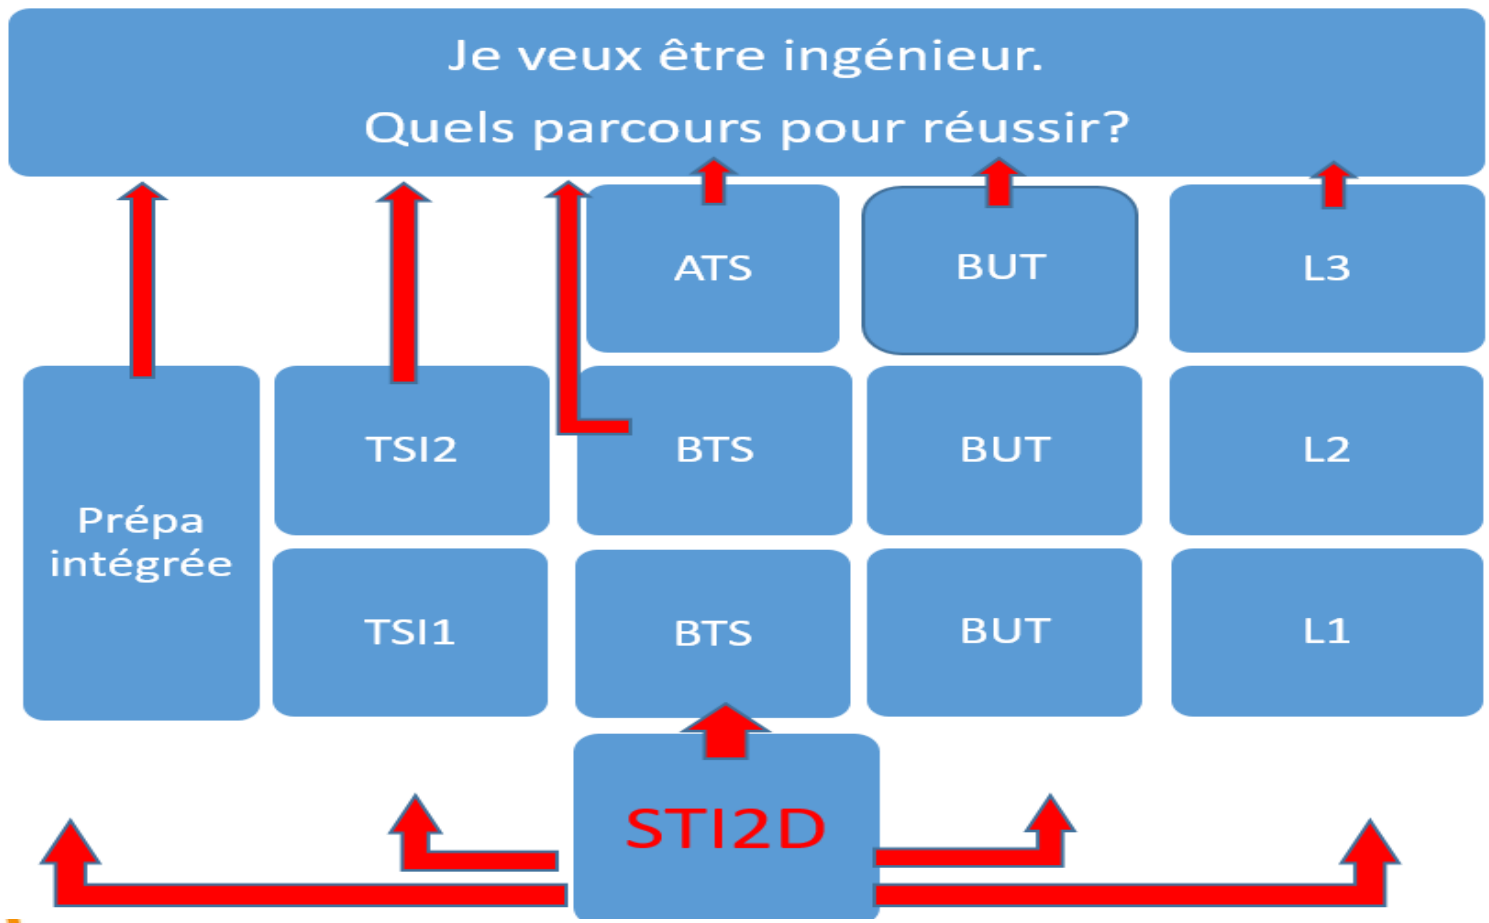 Je veux être ingénieur.
Quels parcours pour réussir?
ATS
BUT
L3
Prépa
intégrée
TSI2
BTS
BUT
L2
TSI1
BTS
BUT
L1
STI2D